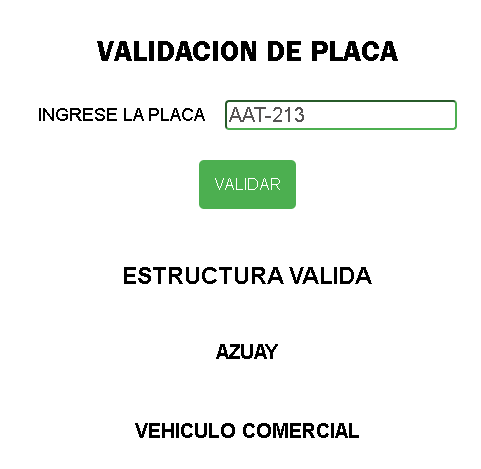 VALIDACION DE PLACA
INGRESE LA PLACA AAT-213
VALIDAR
ESTRUCTURA VALIDA
AZUAY
VEHICULO COMERCIAL